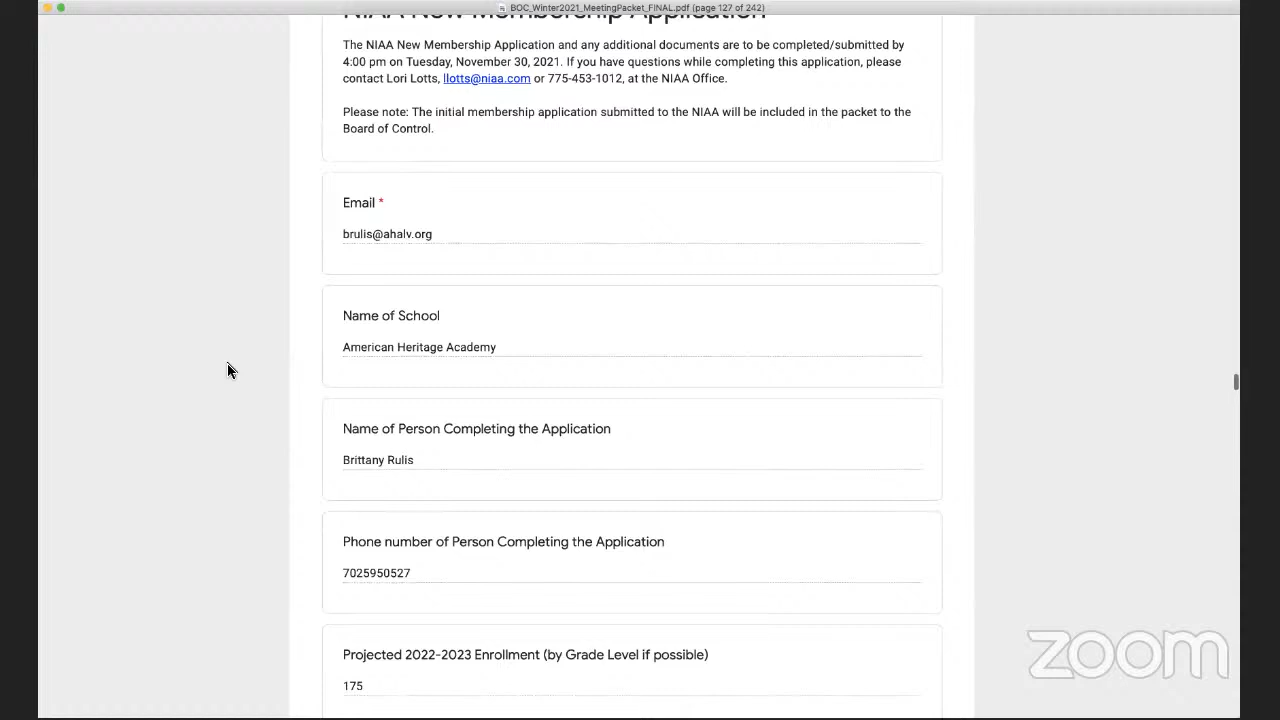 BOC_Winter2021_MeetingPacket_FINAL.pdf (page 127 of 242)
NIAA New Membership Application
The NIAA New Membership Application and any additional documents are to be completed/submitted by
4:00 pm on Tuesday, November 30, 2021. If you have questions while completing this application, please
contact Lori Lotts, llotts@niaa.com or 775-453-1012, at the NIAA Office.
Please note: The initial membership application submitted to the NIAA will be included in the packet to the
Board of Control.
Email *
brulis@ahalv.org
Name of School
American Heritage Academy
Name of Person Completing the Application
Brittany Rulis
Phone number of Person Completing the Application
7025950527
Projected 2022-2023 Enrollment (by Grade Level if possible)
175
zoom